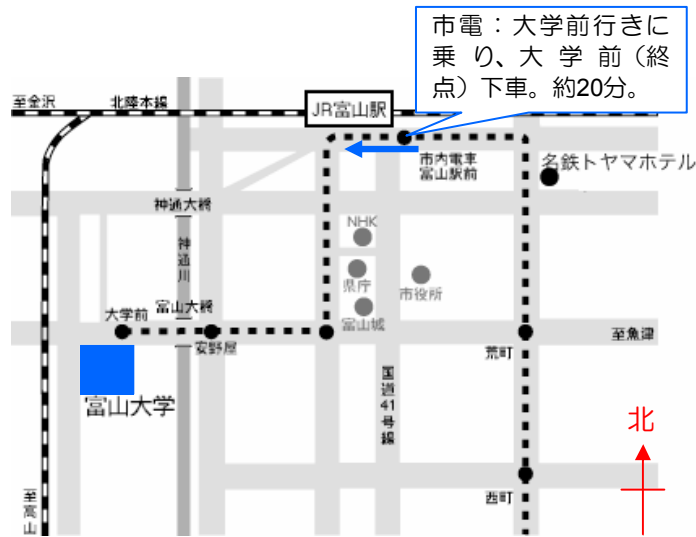 市電：大学前行きに
乗り、大学前（終
点）下車。約20分。
至金沢
北陸本線
JR富山駅
市内電車
富山駅前
名鉄トヤマホテル
神通大橋
NHK
神通川
県庁
市役所
大学前
富山大橋
富山城
安野屋
荒町
至魚津
富山大学
国道41号線
北
西町
至高山